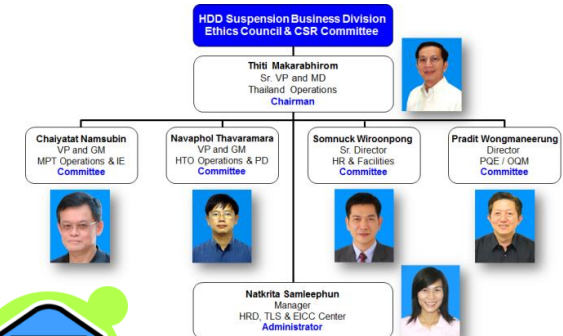 HDD Suspension Business Division
Ethics Council & CSR Committee
Thiti Makarabhirom
Sr. VP and MD
Thailand Operations
Chairman
Chaiyatat Namsubin
VP and GM
MPT Operations & IE
Committee
Navaphol Thavaramara
VP and GM
HTO Operations & PD
Committee
Somnuck Wiroonpong
Sr. Director
HR & Facilities
Committee
Pradit Wongmaneerung
Director
PQE / OQM
Committee
Natkrita Samleephun
Manager
HRD, TLS & EICC Center
Administrator